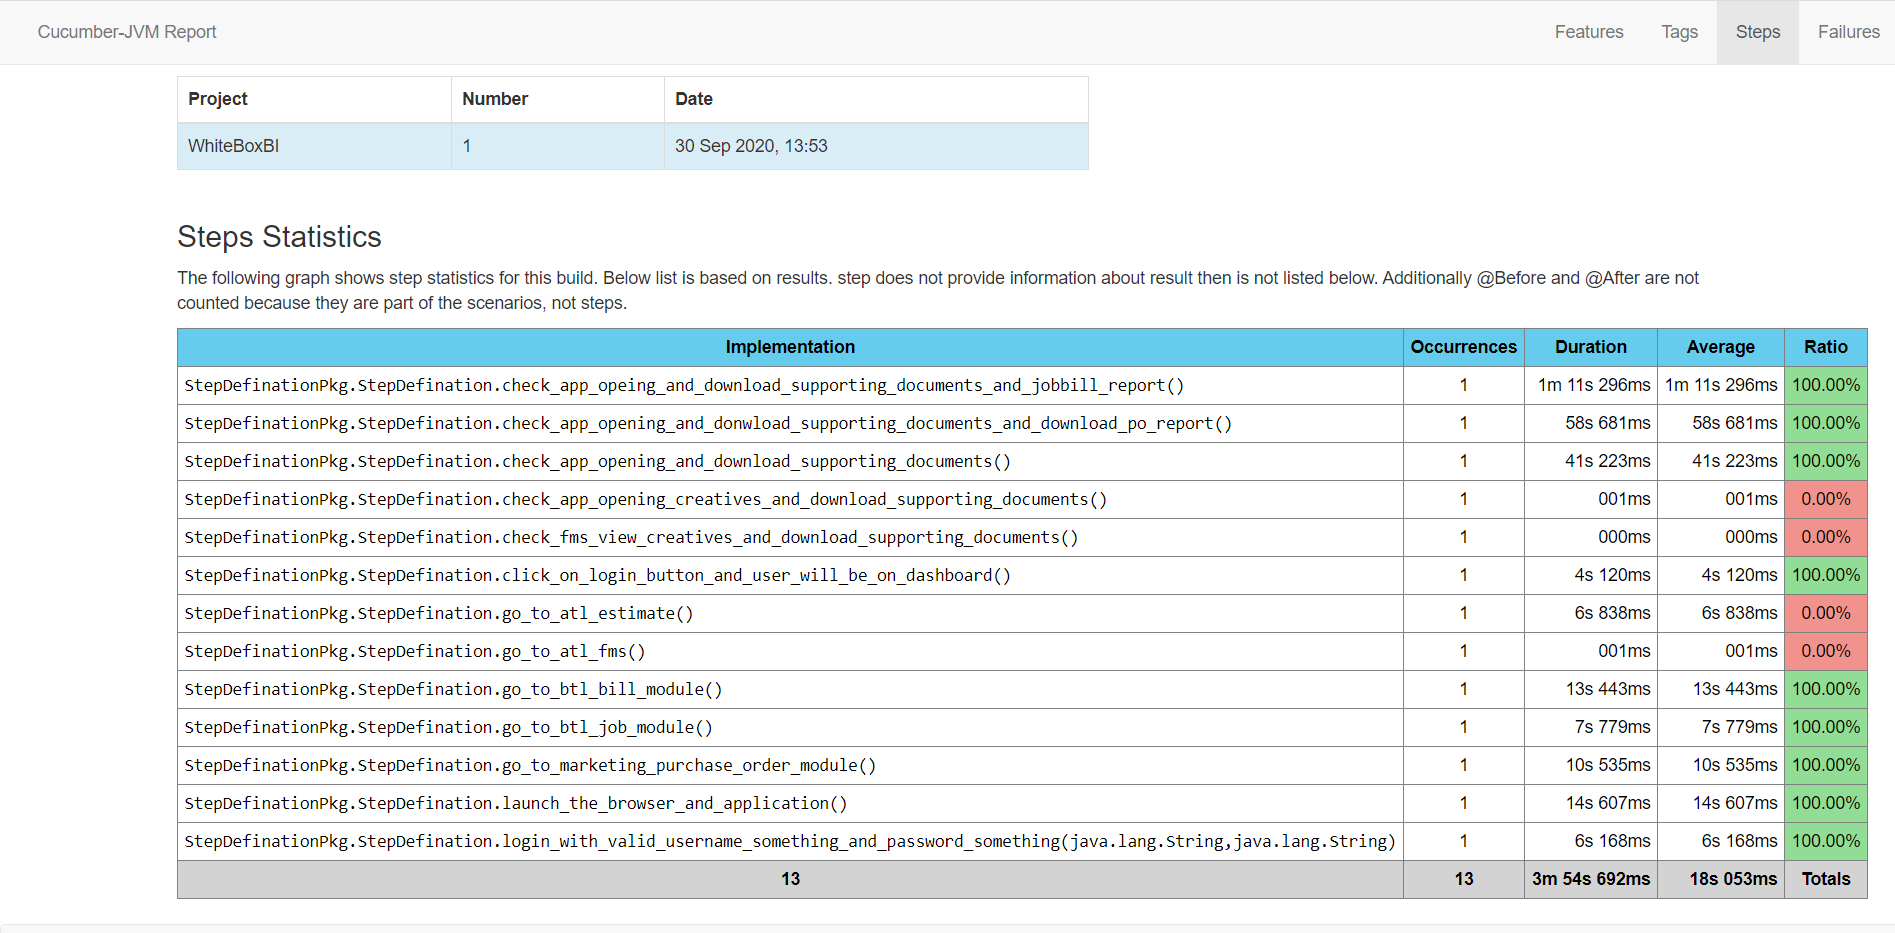 Cucumber-JVM Report Features Tags Steps Failures
Project Number Date
WhiteBoxBI 1 30 Sep 2020, 13:53
Steps Statistics
The following graph shows step statistics for this build. Below list is based on results. step does not provide information about result then is not listed below. Additionally @Before and @After are not
counted because they are part of the scenarios, not steps.
Implementation Occurrences Duration Average Ratio
StepDefinationPkg.StepDefination.check_app_opeing_and_download_supporting_documents_and_jobbill_report() 1 1m 11s 296ms 1m 11s 296ms 100.00%
StepDefinationPkg.StepDefination.check_app_opening_and_donwload_supporting_documents_and_download_po_report() 1 58s 681ms 58s 681ms 100.00%
StepDefinationPkg.StepDefination.check_app_opening_and_download_supporting_documents() 1 41s 223ms 41s 223ms 100.00%
StepDefinationPkg.StepDefination.check_app_opening_creatives_and_download_supporting_documents() 1 001ms 001ms 0.00%
StepDefinationPkg.StepDefination.check_fms_view_creatives_and_download_supporting_documents() 1 000ms 000ms 0.00%
StepDefinationPkg.StepDefination.click_on_login_button_and_user_will_be_on_dashboard() 1 4s 120ms 4s 120ms 100.00%
StepDefinationPkg.StepDefination.go_to_atl_estimate() 1 6s 838ms 6s 838ms 0.00%
StepDefinationPkg.StepDefination.go_to_atl_fms() 1 001ms 001ms 0.00%
StepDefinationPkg.StepDefination.go_to_btl_bill_module() 1 13s 443ms 13s 443ms 100.00%
StepDefinationPkg.StepDefination.go_to_btl_job_module() 1 7s 779ms 7s 779ms 100.00%
StepDefinationPkg.StepDefination.go_to_marketing_purchase_order_module() 1 10s 535ms 10s 535ms 100.00%
StepDefinationPkg.StepDefination.launch_the_browser_and_application() 1 14s 607ms 14s 607ms 100.00%
StepDefinationPkg.StepDefination.login_with_valid_username_something_and_password_something(java.lang.String,java.lang.String) 1 6s 168ms 6s 168ms 100.00%
13 13 3m 54s 692ms 18s 053ms Totals